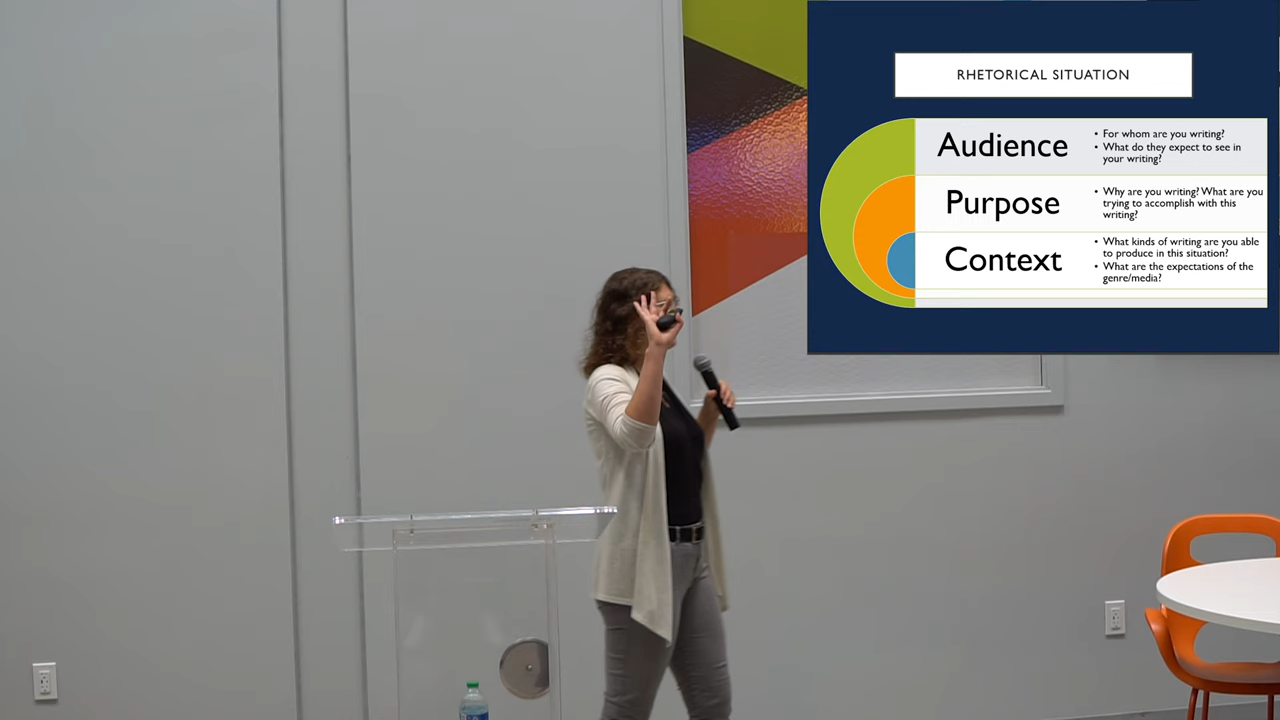 RHETORICAL SITUATION
Audience
• For whom are you writing?
• What do they expect to see in
your writing?
Purpose
• Why are you writing? What are you
trying to accomplish with this
writing?
Context
• What kinds of writing are you able
to produce in this situation?
• What are the expectations of the
genre/media?